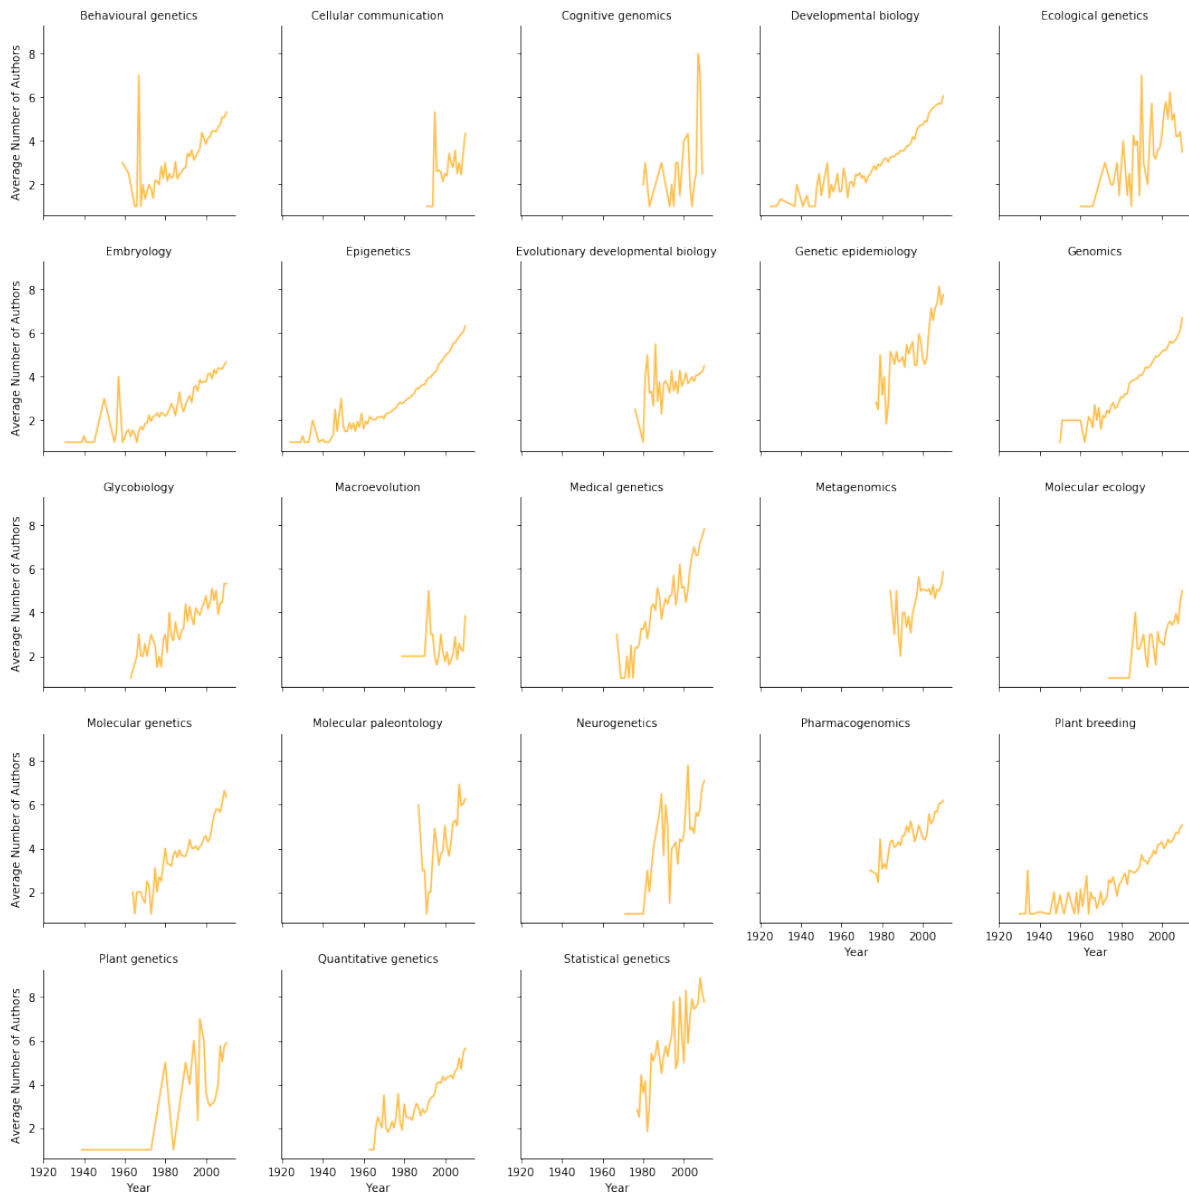 Behavioural genetics
Cellular communication
Cognitive genomics
Developmental biology
Ecological genetics
Average Number of Authors
8
6
4
2
Embryology
Epigenetics
Evolutionary developmental biology
Genetic epidemiology
Genomics
Average Number of Authors
8
6
4
2
Glycobiology
Macroevolution
Medical genetics
Metagenomics
Molecular ecology
Average Number of Authors
8
6
4
2
Molecular genetics
Molecular paleontology
Neurogenetics
Pharmacogenomics
Plant breeding
Average Number of Authors
8
6
4
2
1920 1940 1960 1980 2000
Year
1920 1940 1960 1980 2000
Year
Plant genetics
Quantitative genetics
Statistical genetics
Average Number of Authors
8
6
4
2
1920 1940 1960 1980 2000
Year
1920 1940 1960 1980 2000
Year
1920 1940 1960 1980 2000
Year